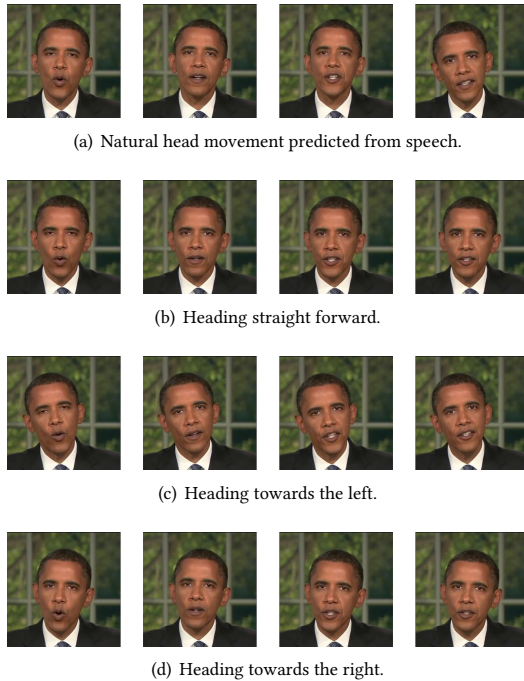 (a) Natural head movement predicted from speech.
(b) Heading straight forward.
(c) Heading towards the left.
(d) Heading towards the right.